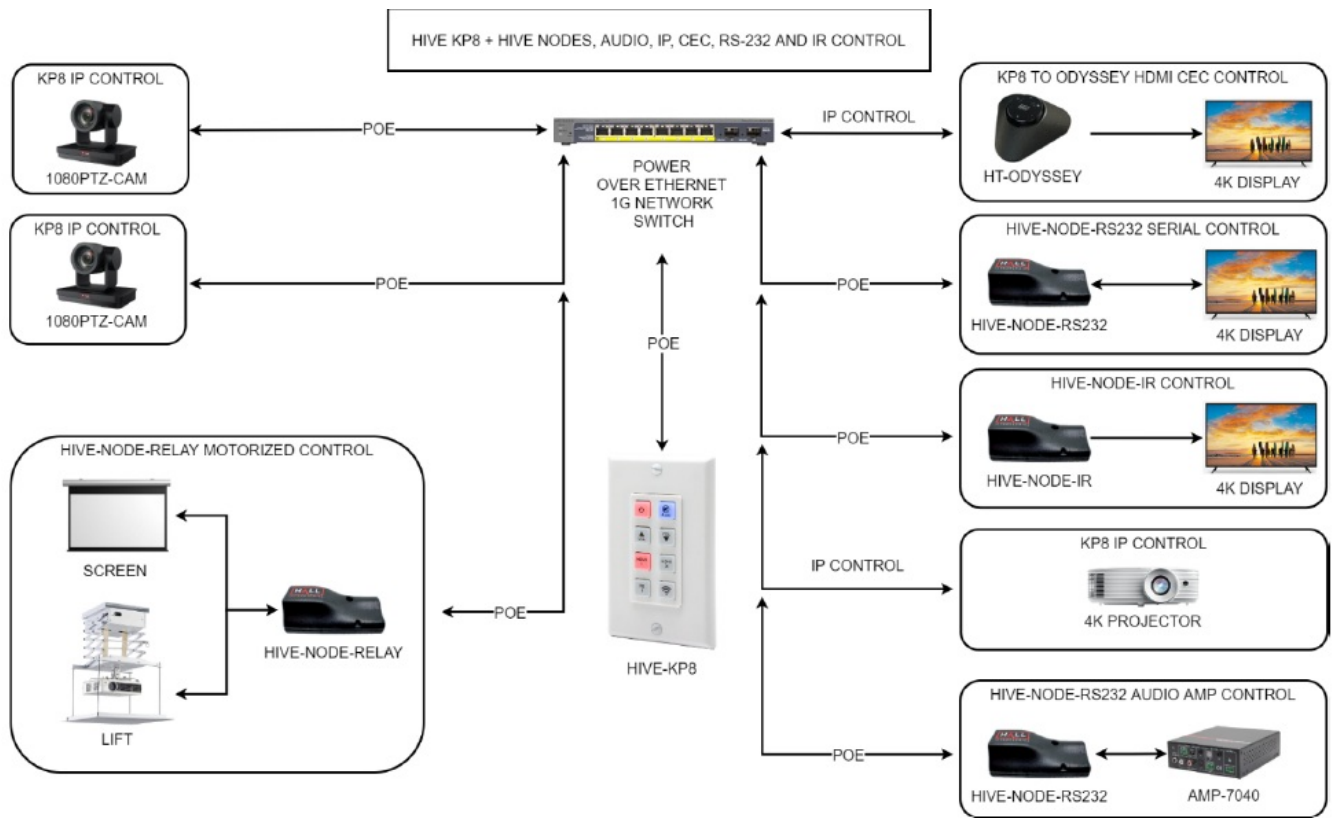 HIVE KP8 + HIVE NODES, AUDIO, IP, CEC, RS-232 AND IR CONTROL
KP8 IP CONTROL
1080PTZ-CAM
POE
KP8 IP CONTROL
1080PTZ-CAM
POE
POWER
OVER ETHERNET
1G NETWORK
SWITCH
POE
HIVE-KP8
HIVE-NODE-RELAY MOTORIZED CONTROL
SCREEN
LIFT
HALL
HIVE-NODE-RELAY
POE
IP CONTROL
KP8 TO ODYSSEY HDMI CEC CONTROL
HT-ODYSSEY
4K DISPLAY
POE
HIVE-NODE-RS232 SERIAL CONTROL
HALL
HIVE-NODE-RS232
4K DISPLAY
POE
HIVE-NODE-IR CONTROL
HALL
HIVE-NODE-IR
4K DISPLAY
IP CONTROL
KP8 IP CONTROL
4K PROJECTOR
POE
HIVE-NODE-RS232 AUDIO AMP CONTROL
HALL
HIVE-NODE-RS232
AMP-7040